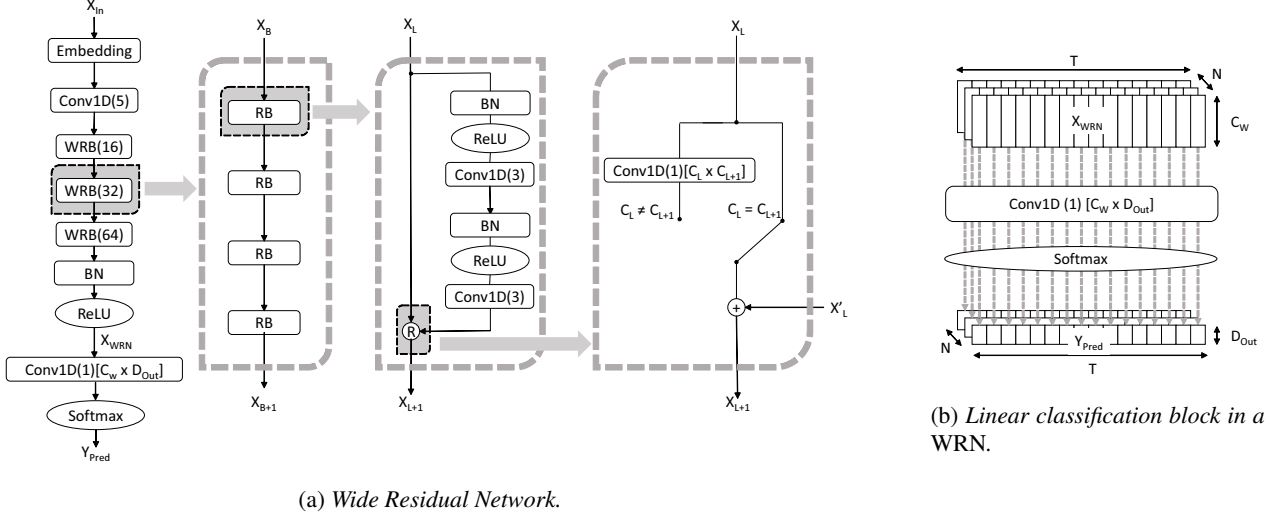 X_In
Embedding
Conv1D(5)
WRB(16)
WRB(32)
WRB(64)
BN
ReLU
X_WRN
Conv1D(1)[C_w x D_Out]
Softmax
Y_Pred
X_B
RB
RB
RB
RB
X_B+1
X_L
BN
ReLU
Conv1D(3)
BN
ReLU
Conv1D(3)
R
X_L+1
X_L
Conv1D(1)[C_L x C_L+1]
C_L ≠ C_L+1
C_L = C_L+1
+
X'_L
X_L+1
(a) Wide Residual Network.
T
N
X_WRN
C_W
Conv1D (1) [C_W x D_Out]
Softmax
N
Y_Pred
D_Out
T
(b) Linear classification block in a
WRN.